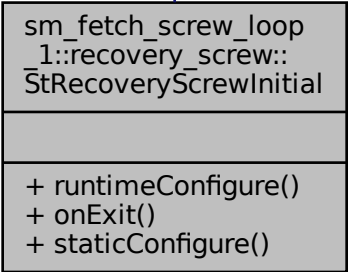 sm_fetch_screw_loop
_1::recovery_screw::
StRecoveryScrewInitial
+ runtimeConfigure()
+ onExit()
+ staticConfigure()